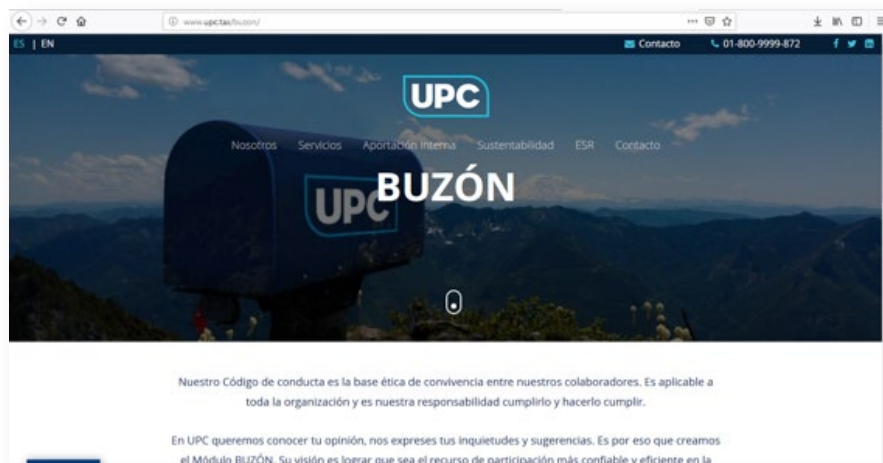 www.upc.tax/buzon/
ES | EN
Contacto
01-800-9999-872
UPC
Nosotros Servicios Aportación Interna Sustentabilidad ESR Contacto
BUZÓN
UPC
Nuestro Código de conducta es la base ética de convivencia entre nuestros colaboradores. Es aplicable a
toda la organización y es nuestra responsabilidad cumplirlo y hacerlo cumplir.
En UPC queremos conocer tu opinión, nos expreses tus inquietudes y sugerencias. Es por eso que creamos
el Módulo BUZÓN. Su visión es lograr que sea el recurso de participación más confiable y eficiente en la